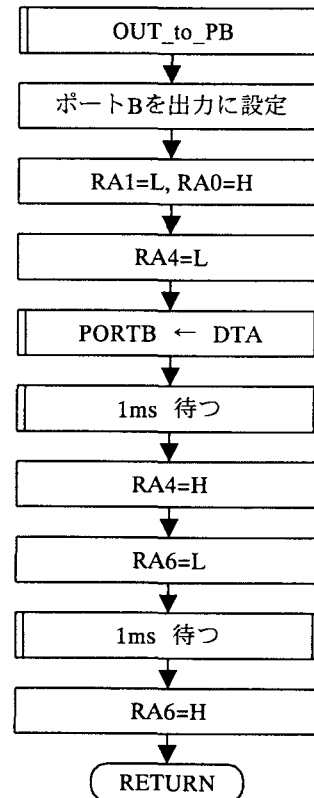 OUT_to_PB
ポートBを出力に設定
RA1=L, RA0=H
RA4=L
PORTB ← DTA
1ms 待つ
RA4=H
RA6=L
1ms 待つ
RA6=H
RETURN